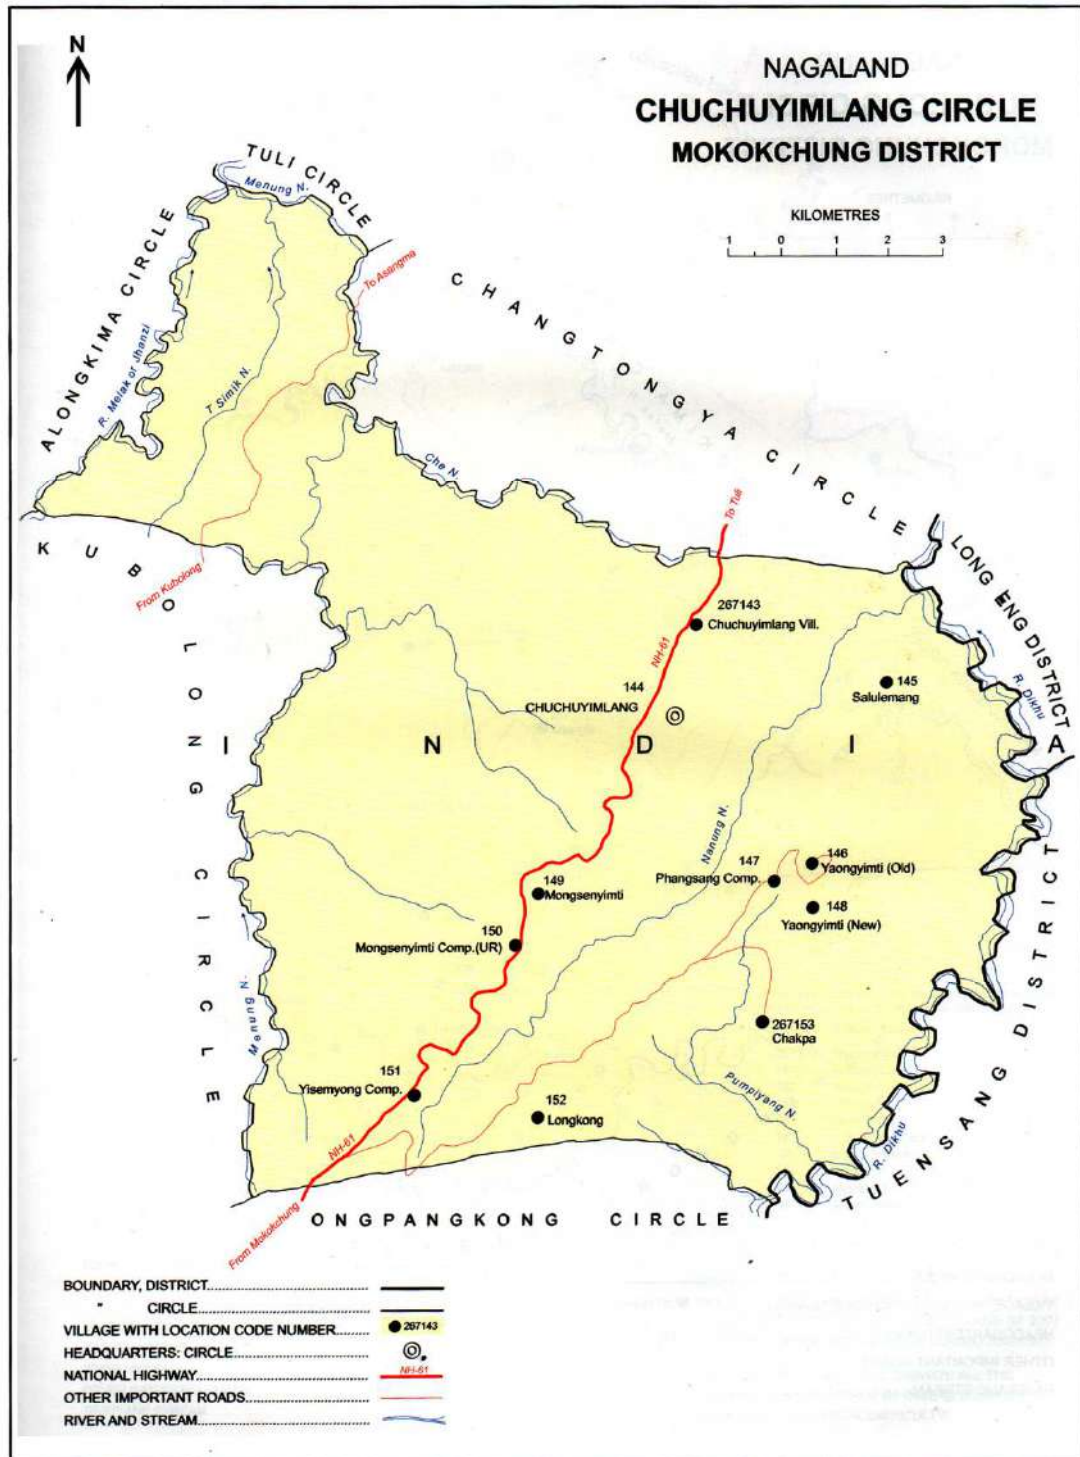 N
NAGALAND
CHUCHUYIMLANG CIRCLE
MOKOKCHUNG DISTRICT
KILOMETRES
1 0 1 2 3
TULI CIRCLE
Menung N.
ALONGKIMA CIRCLE
To Asangma
CHANGTONGYA CIRCLE
R. Melak or Jhanzi
T Simik N.
Che N.
To Tuli
KUBOLONG CIRCLE
From Kubolong
LONG ENG DISTRICT
267143
Chuchuyimlang Vill.
NH-61
R. Dikhu
144
CHUCHUYIMLANG
145
Salulemang
I N D I A
Nanung N.
147
Phangsang Comp.
146
Yaongyimti (Old)
149
Mongsenyimti
148
Yaongyimti (New)
150
Mongsenyimti Comp.(UR)
Menung N.
267153
Chakpa
TUENSANG DISTRICT
151
Yisemyong Comp.
152
Longkong
Pumpiyang N.
R. Dikhu
NH-61
From Mokokchung
ONGPANGKONG CIRCLE
BOUNDARY, DISTRICT
" CIRCLE
VILLAGE WITH LOCATION CODE NUMBER 267143
HEADQUARTERS: CIRCLE
NATIONAL HIGHWAY NH-61
OTHER IMPORTANT ROADS
RIVER AND STREAM